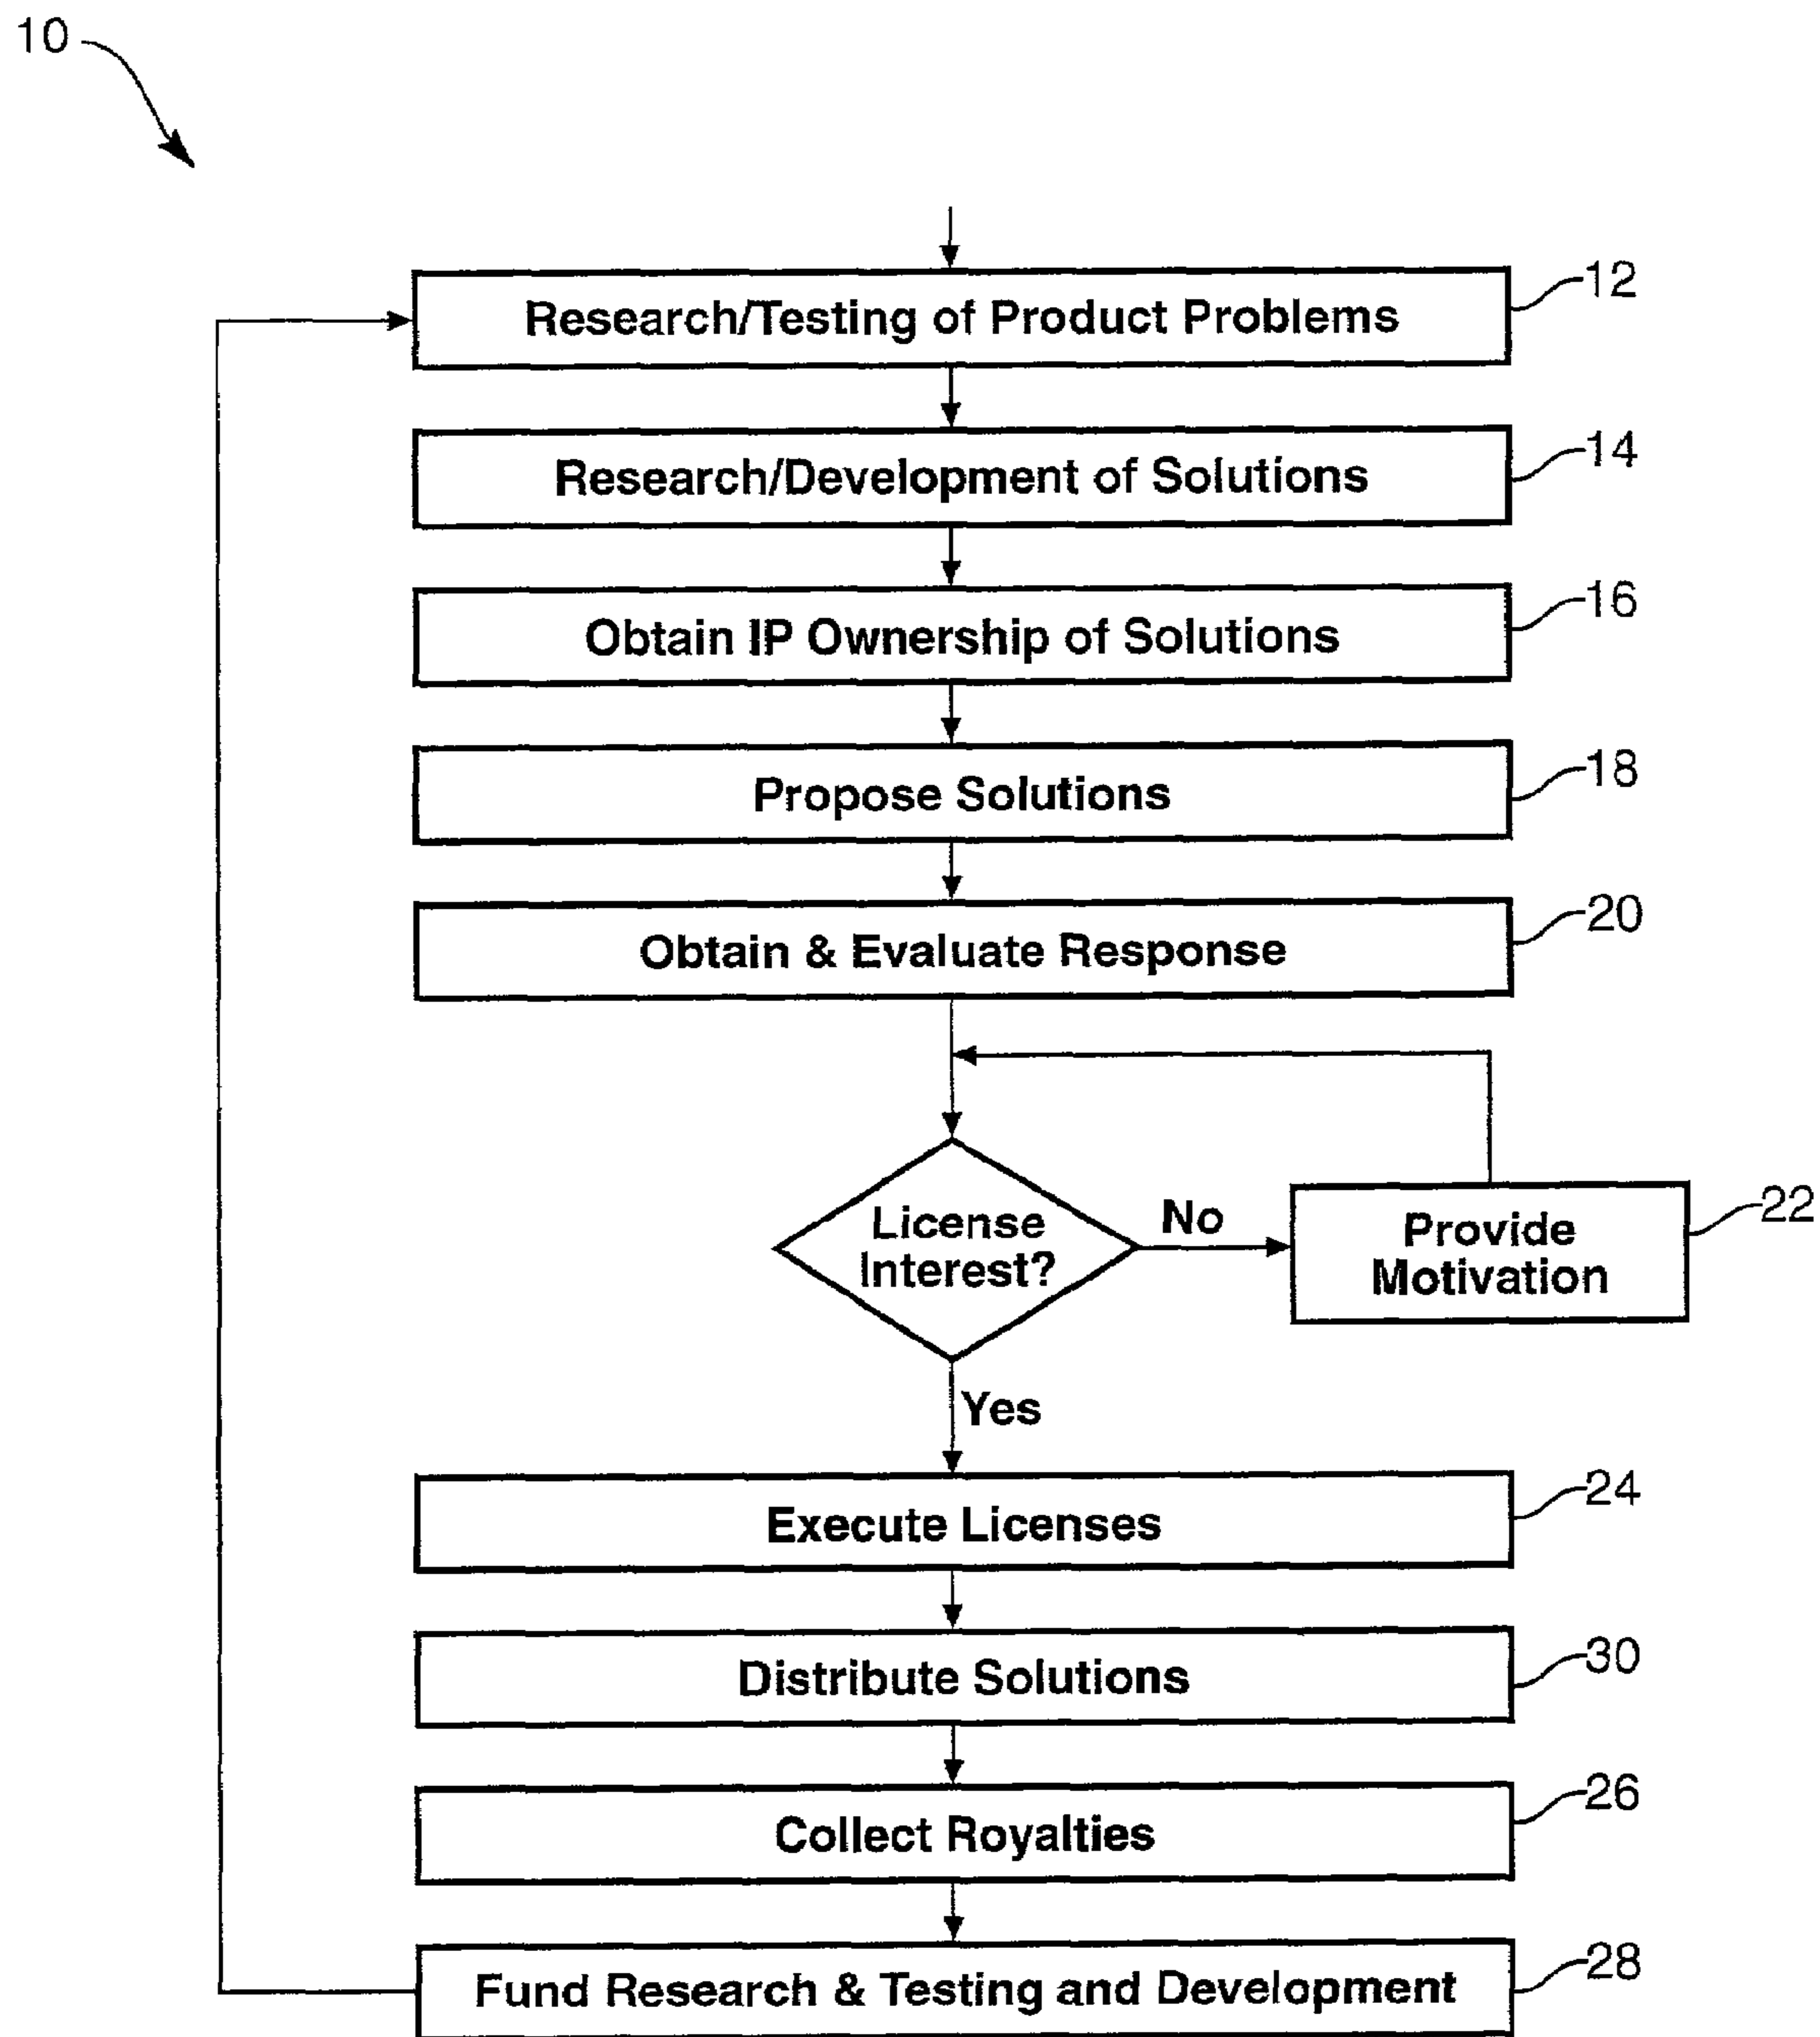 10
Research/Testing of Product Problems
12
Research/Development of Solutions
14
Obtain IP Ownership of Solutions
16
Propose Solutions
18
Obtain & Evaluate Response
20
License
Interest?
No
Provide
Motivation
22
Yes
Execute Licenses
24
Distribute Solutions
30
Collect Royalties
26
Fund Research & Testing and Development
28